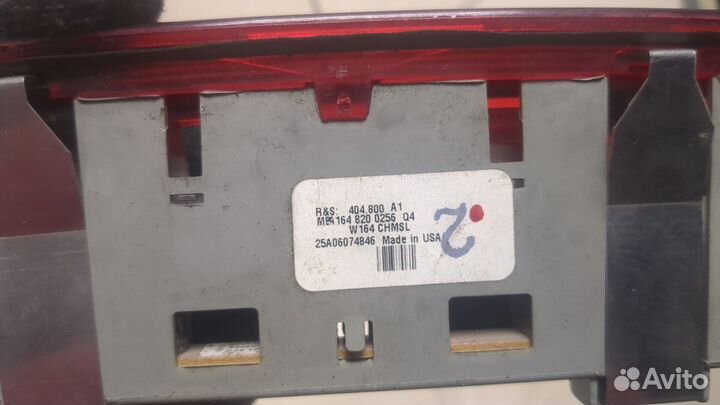 R&S: 404.800 A1
MB: 164 820 0256 Q4
W164 CHMSL
25A06074846 Made in USA
2
Avito